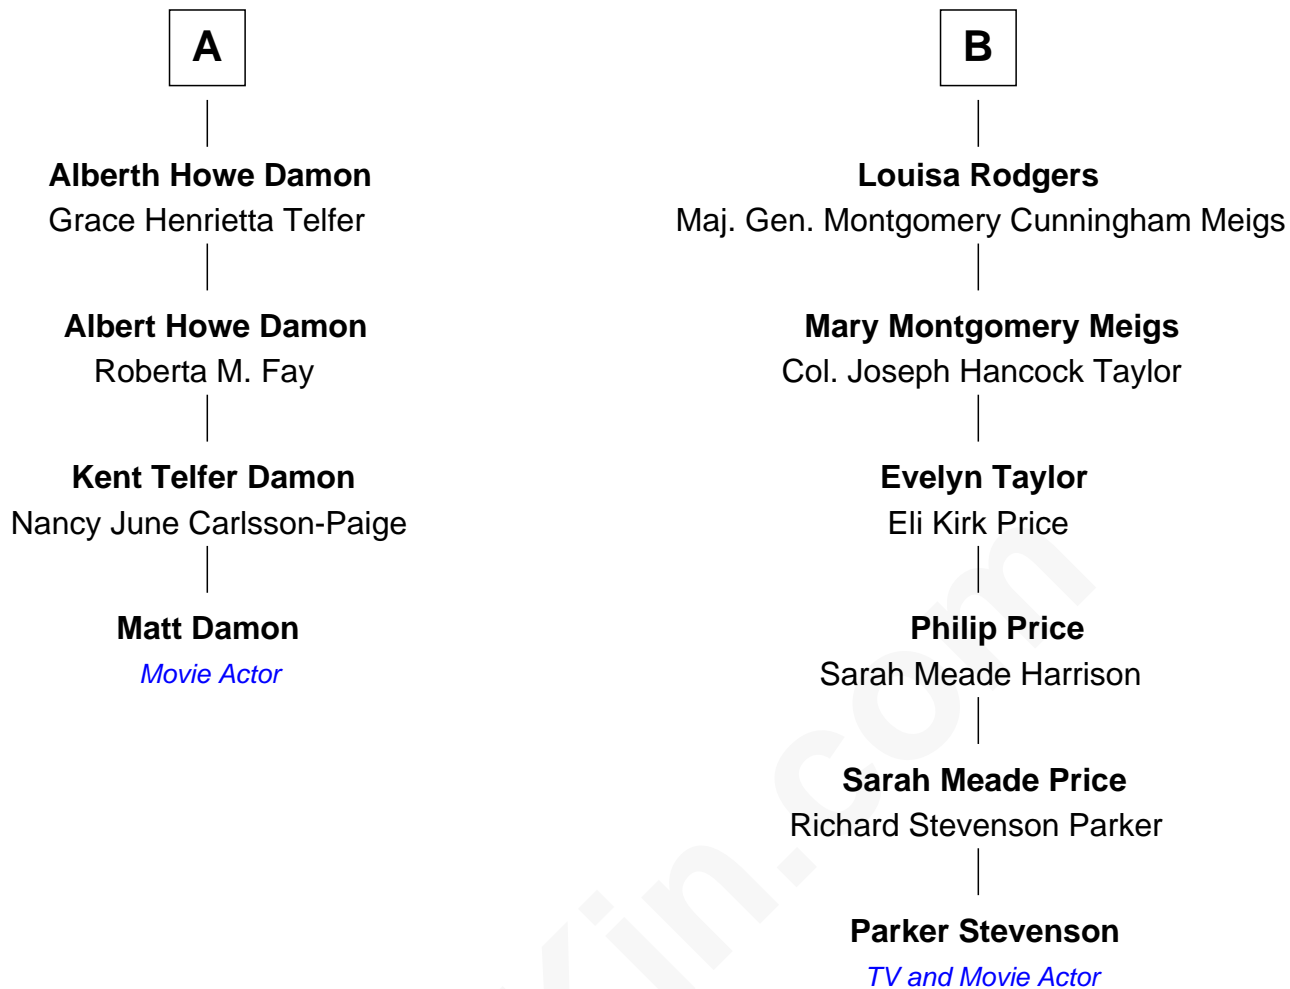 A
Alberth Howe Damon
Grace Henrietta Telfer
Albert Howe Damon
Roberta M. Fay
Kent Telfer Damon
Nancy June Carlsson-Paige
Matt Damon
Movie Actor
B
Louisa Rodgers
Maj. Gen. Montgomery Cunningham Meigs
Mary Montgomery Meigs
Col. Joseph Hancock Taylor
Evelyn Taylor
Eli Kirk Price
Philip Price
Sarah Meade Harrison
Sarah Meade Price
Richard Stevenson Parker
Parker Stevenson
TV and Movie Actor
Kin.com